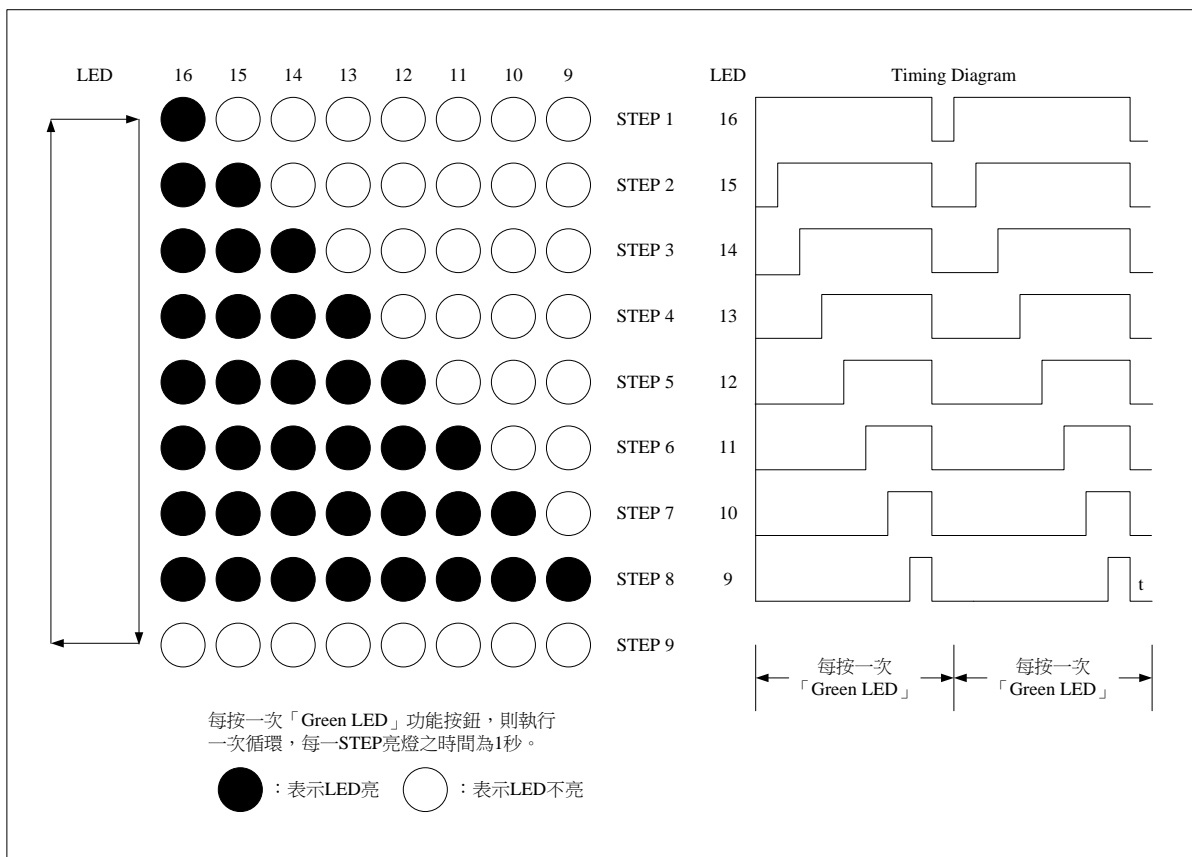 LED 16 15 14 13 12 11 10 9 LED Timing Diagram
STEP 1 16
STEP 2 15
STEP 3 14
STEP 4 13
STEP 5 12
STEP 6 11
STEP 7 10
STEP 8 9 t
STEP 9
每按一次
「Green LED」
每按一次
「Green LED」
每按一次「Green LED」功能按鈕，則執行
一次循環，每一STEP亮燈之時間為1秒。
：表示LED亮 ：表示LED不亮